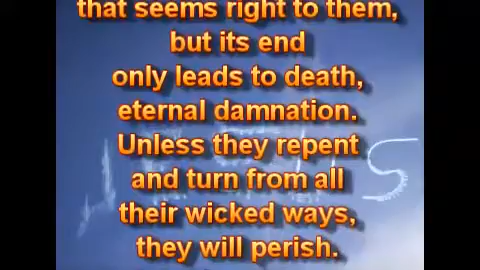 that seems right to them,
but its end
only leads to death,
eternal damnation.
Unless they repent
and turn from all
their wicked ways,
they will perish.
JESUS